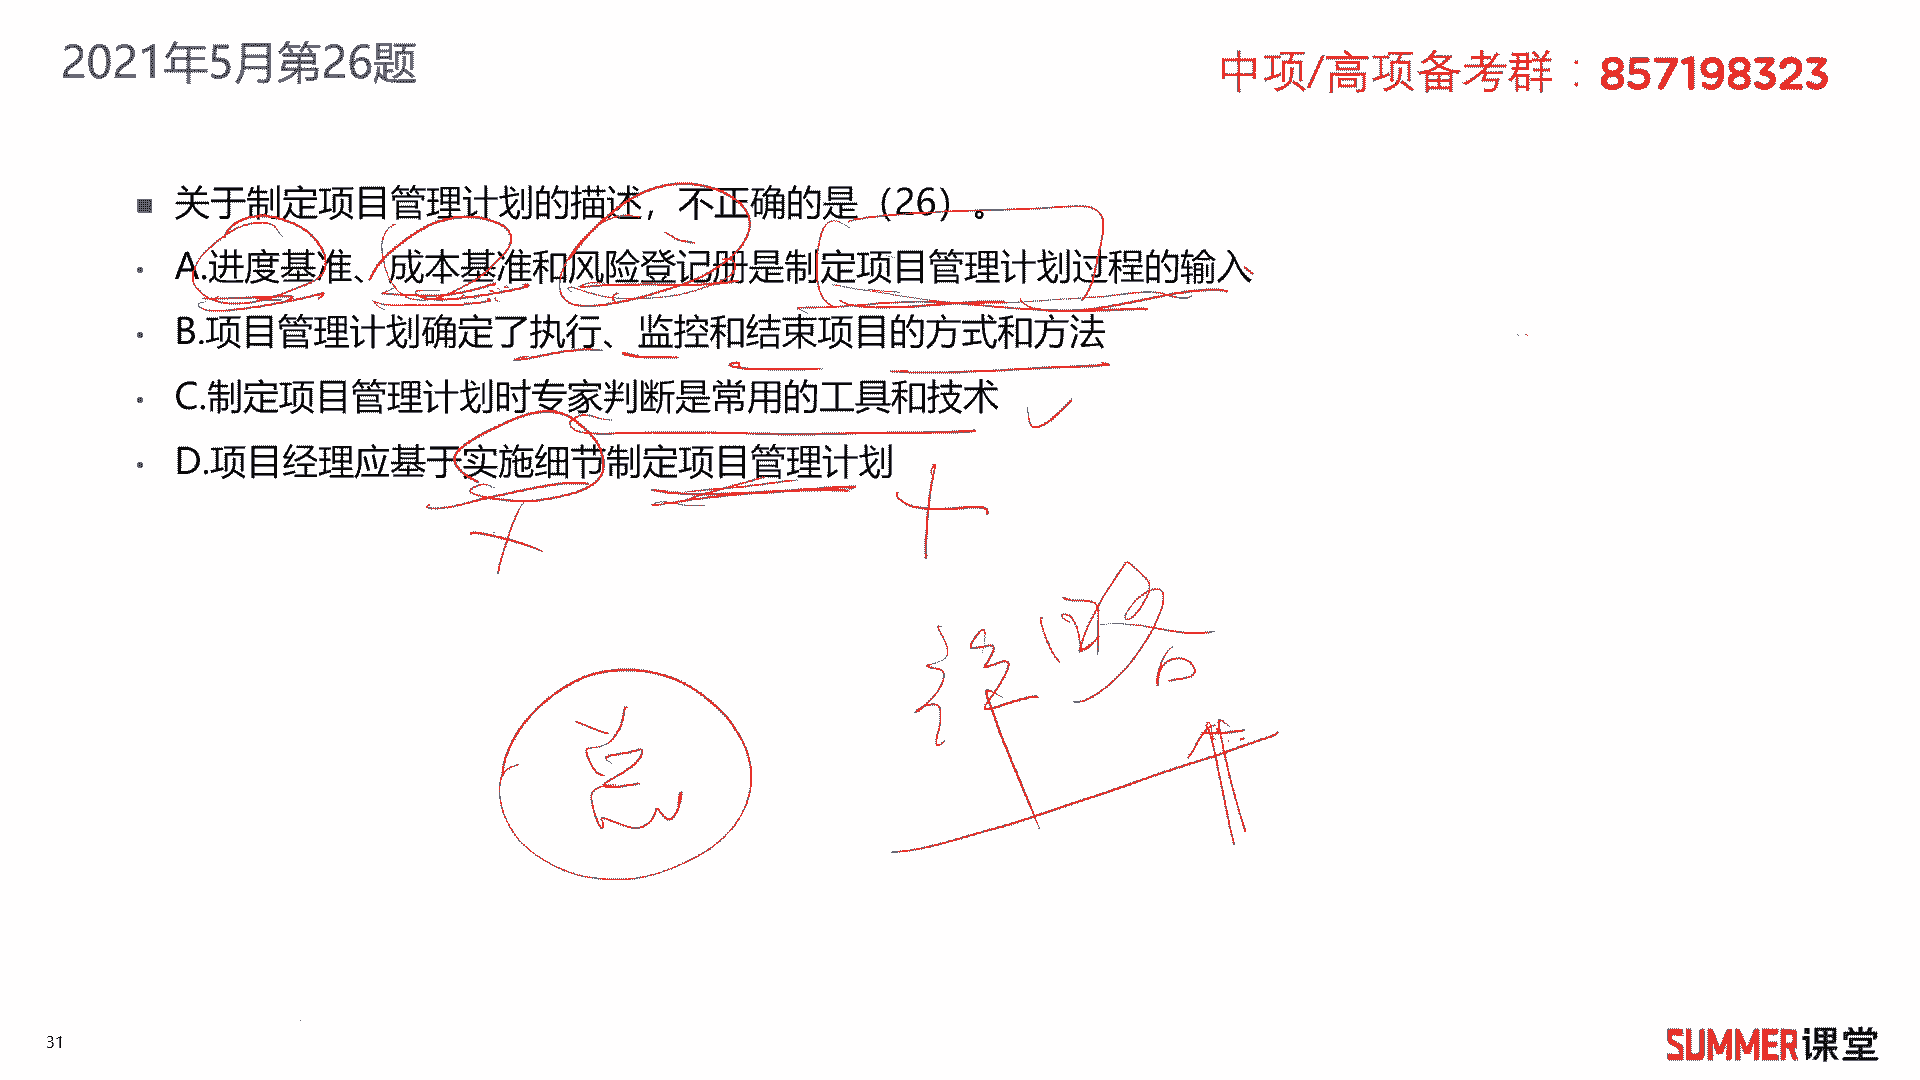 2021年5月第26题
中项/高项备考群：857198323
■ 关于制定项目管理计划的描述，不正确的是（26）。
• A.进度基准、成本基准和风险登记册是制定项目管理计划过程的输入
• B.项目管理计划确定了执行、监控和结束项目的方式和方法
• C.制定项目管理计划时专家判断是常用的工具和技术
• D.项目经理应基于实施细节制定项目管理计划
总
31
SUMMER课堂